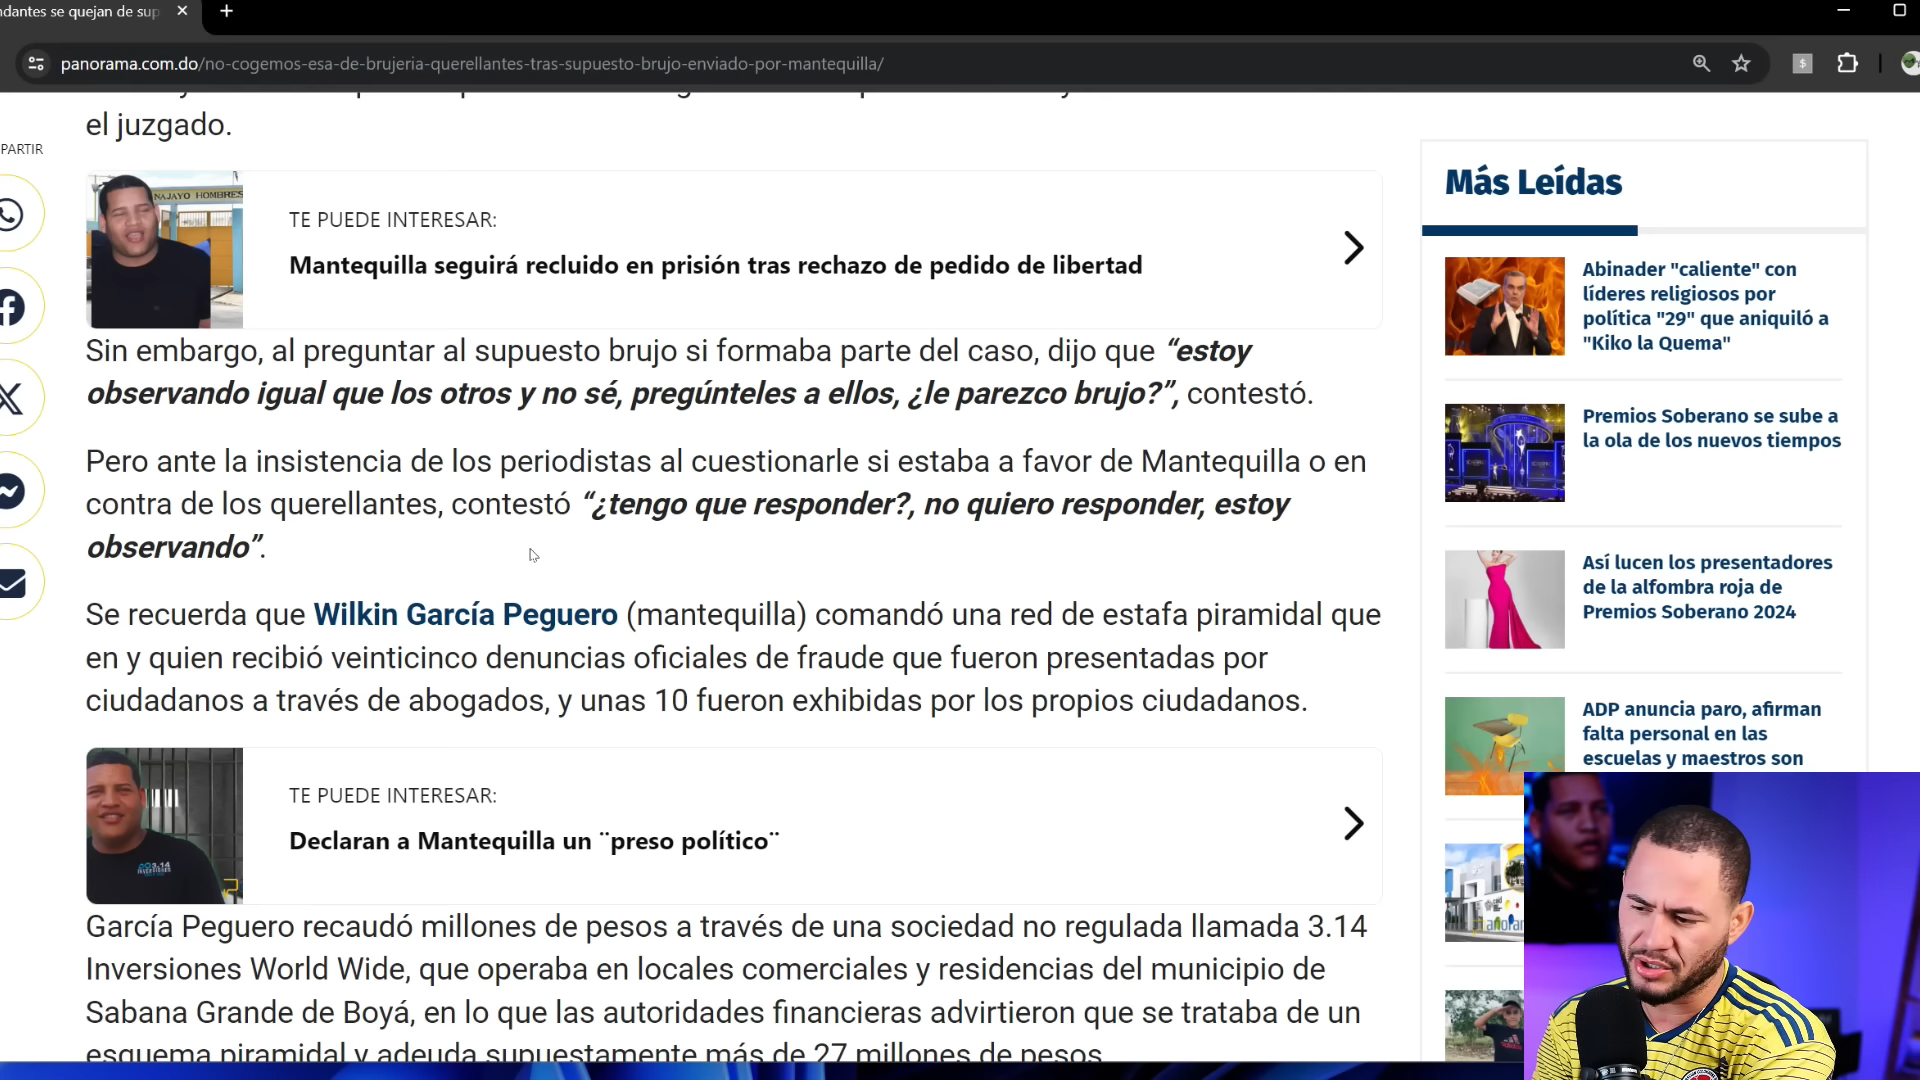 ndantes se quejan de sup
panorama.com.do/no-cogemos-esa-de-brujeria-querellantes-tras-supuesto-brujo-enviado-por-mantequilla/
el juzgado.
PARTIR
NAJAYO HOMBRES
TE PUEDE INTERESAR:
Mantequilla seguirá recluido en prisión tras rechazo de pedido de libertad
Sin embargo, al preguntar al supuesto brujo si formaba parte del caso, dijo que “estoy
observando igual que los otros y no sé, pregúnteles a ellos, ¿le parezco brujo?”, contestó.
Pero ante la insistencia de los periodistas al cuestionarle si estaba a favor de Mantequilla o en
contra de los querellantes, contestó “¿tengo que responder?, no quiero responder, estoy
observando”.
Se recuerda que Wilkin García Peguero (mantequilla) comandó una red de estafa piramidal que
en y quien recibió veinticinco denuncias oficiales de fraude que fueron presentadas por
ciudadanos a través de abogados, y unas 10 fueron exhibidas por los propios ciudadanos.
3.14
TE PUEDE INTERESAR:
Declaran a Mantequilla un ¨preso político¨
García Peguero recaudó millones de pesos a través de una sociedad no regulada llamada 3.14
Inversiones World Wide, que operaba en locales comerciales y residencias del municipio de
Sabana Grande de Boyá, en lo que las autoridades financieras advirtieron que se trataba de un
esquema piramidal y adeuda supuestamente más de 27 millones de pesos.
Más Leídas
Abinader "caliente" con
líderes religiosos por
política "29" que aniquiló a
"Kiko la Quema"
Premios Soberano se sube a
la ola de los nuevos tiempos
Así lucen los presentadores
de la alfombra roja de
Premios Soberano 2024
ADP anuncia paro, afirman
falta personal en las
escuelas y maestros son